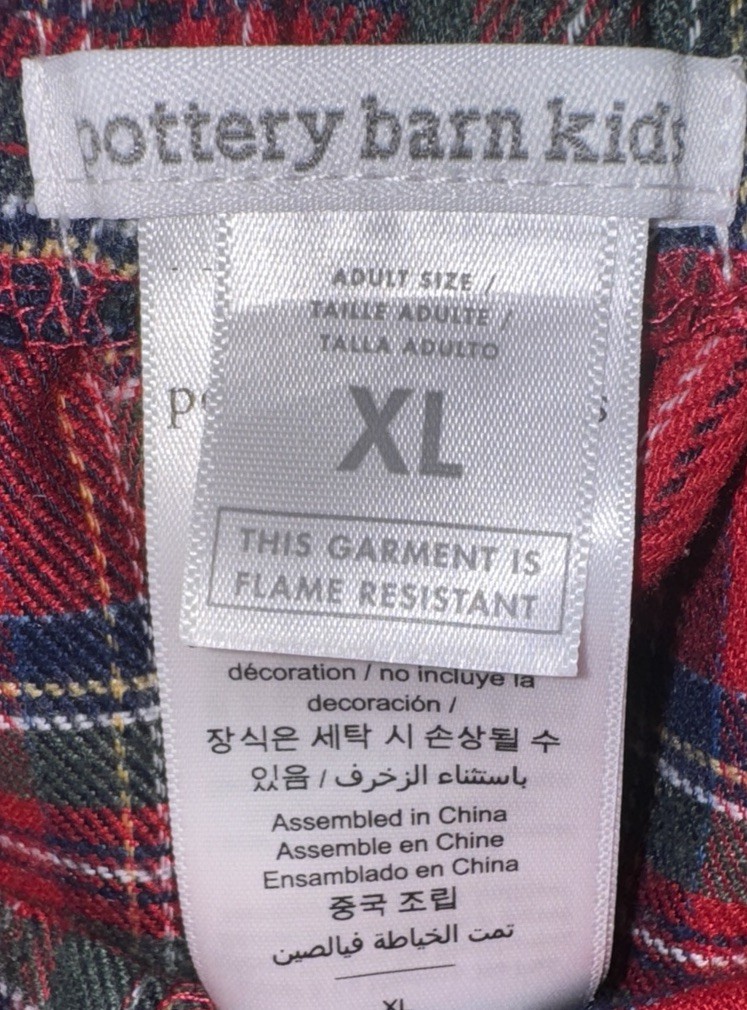 pottery barn kids
ADULT SIZE /
TAILLE ADULTE /
TALLA ADULTO
XL
THIS GARMENT IS
FLAME RESISTANT
décoration / no incluye la
decoración /
장식은 세탁 시 손상될 수
있음 / باستثناء الزخرف
Assembled in China
Assemble en Chine
Ensamblado en China
중국 조립
تمت الخياطة فيالصين
XL